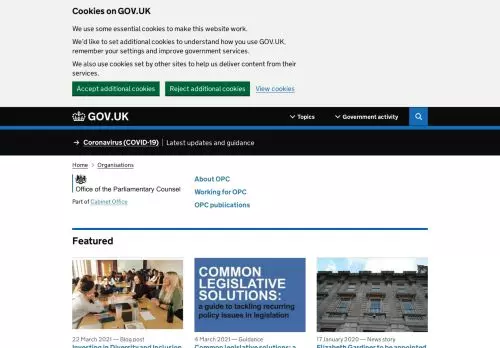 Cookies on GOV.UK
We use some essential cookies to make this website work.
We'd like to set additional cookies to understand how you use GOV.UK,
remember your settings and improve government services.
We also use cookies set by other sites to help us deliver content from their
services.
Accept additional cookies Reject additional cookies View cookies
GOV.UK Topics Government activity
→ Coronavirus (COVID-19) Latest updates and guidance
Home > Organisations
Office of the Parliamentary Counsel
Part of Cabinet Office
About OPC
Working for OPC
OPC publications
Featured
COMMON
LEGISLATIVE
SOLUTIONS:
a guide to tackling recurring
policy issues in legislation
22 March 2021 — Blog post
Investing in Diversity and Inclusion
4 March 2021 — Guidance
Common legislative solutions: a
17 January 2020 — News story
Elizabeth Gardiner to be appointed